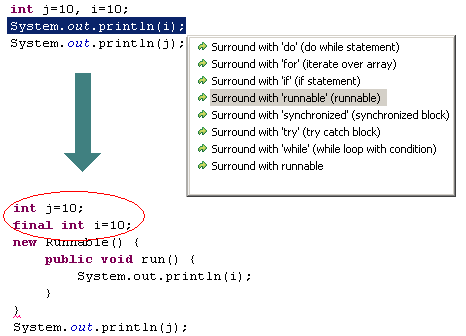 int j=10, i=10;
System.out.println(i);
System.out.println(j);
Surround with 'do' (do while statement)
Surround with 'for' (iterate over array)
Surround with 'if' (if statement)
Surround with 'runnable' (runnable)
Surround with 'synchronized' (synchronized block)
Surround with 'try' (try catch block)
Surround with 'while' (while loop with condition)
Surround with runnable
int j=10;
final int i=10;
new Runnable() {
public void run() {
System.out.println(i);
}
}
System.out.println(j);